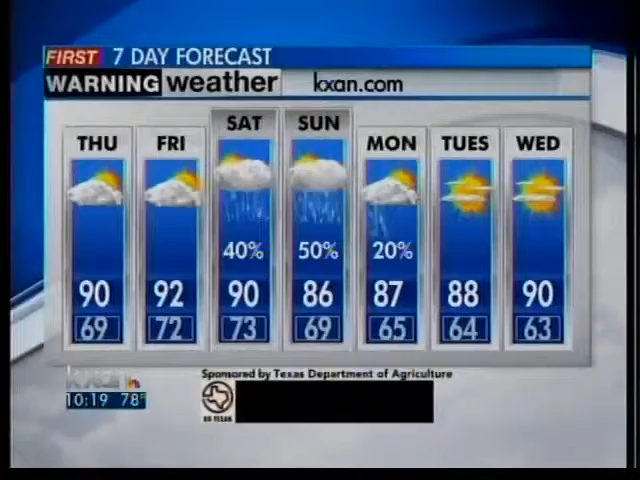 FIRST 7 DAY FORECAST
WARNING weather kxan.com
THU FRI SAT SUN MON TUES WED
40% 50% 20%
90 92 90 86 87 88 90
69 72 73 69 65 64 63
Sponsored by Texas Department of Agriculture
kxan
10:19 78°
GO TEXAN